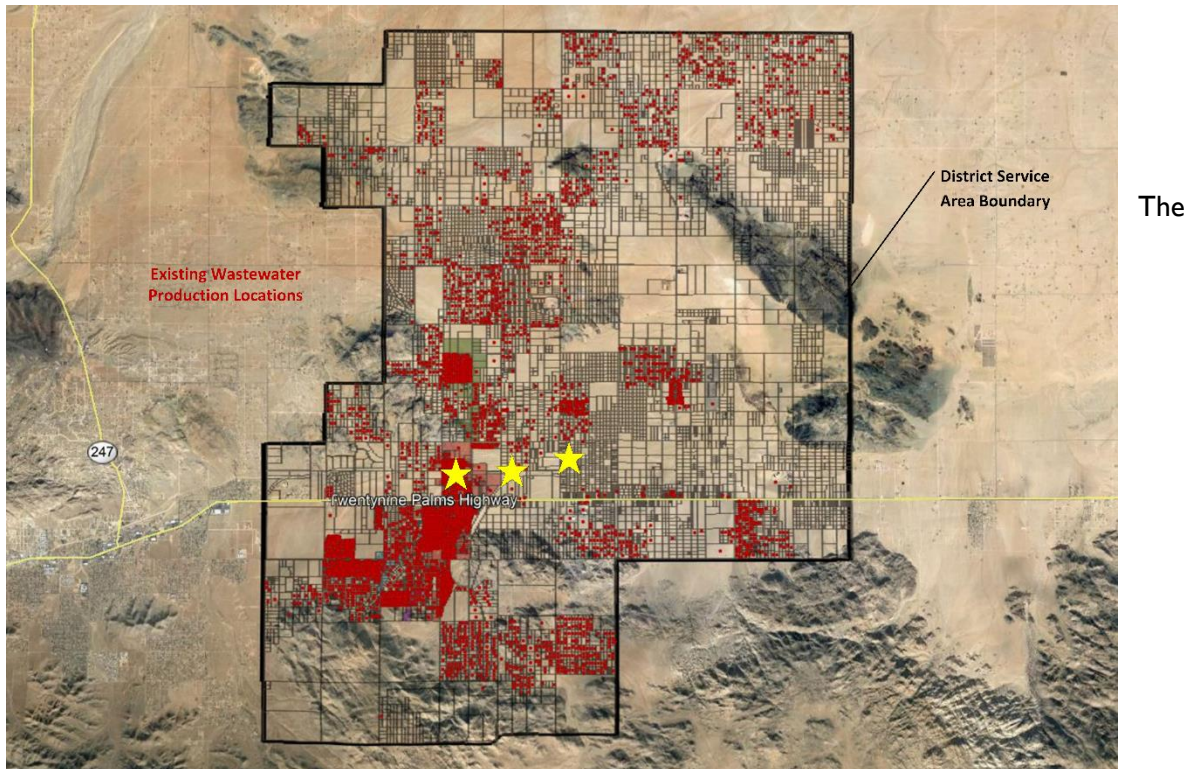 District Service
Area Boundary
The
Existing Wastewater
Production Locations
247
Twentynine Palms Highway